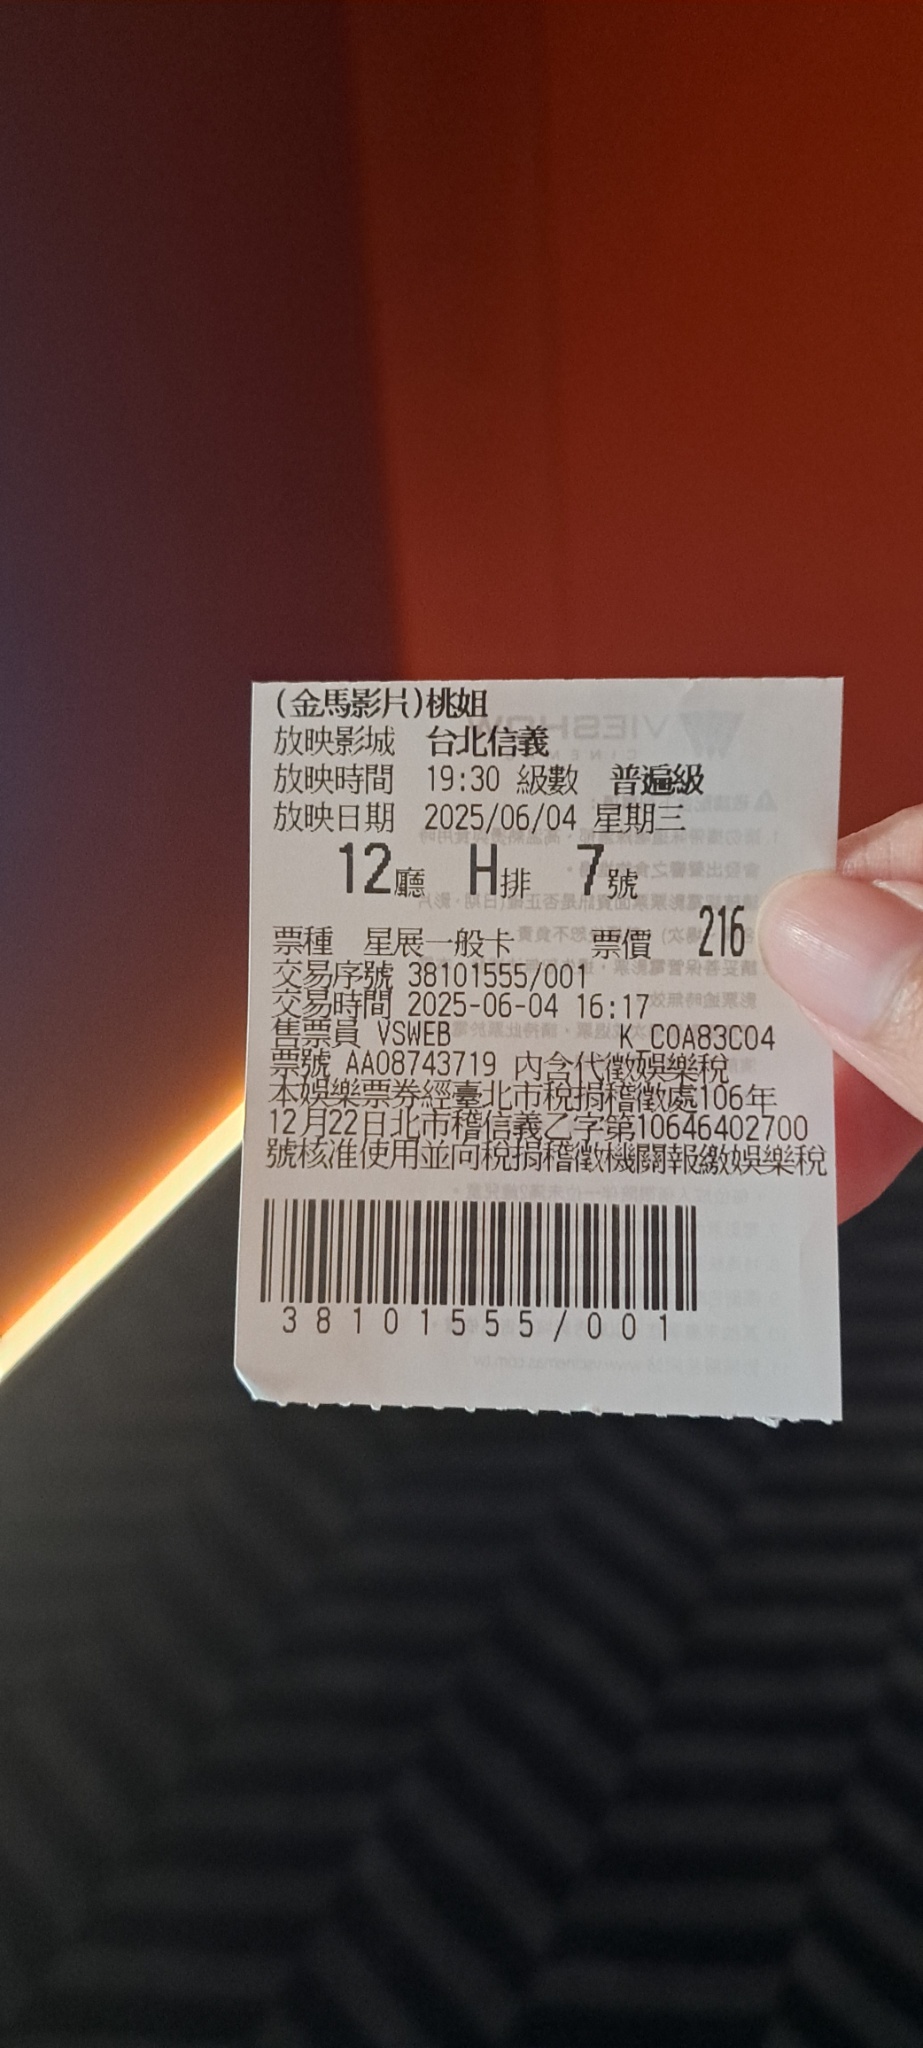 (金馬影片)桃姐
放映影城 台北信義
放映時間 19:30 級數 普遍級
放映日期 2025/06/04 星期三
12廳 H排 7號
216
票種 星展一般卡 票價
交易序號 38101555/001
交易時間 2025-06-04 16:17
售票員 VSWEB K_C0A83C04
票號 AA08743719 內含代徵娛樂稅
本娛樂票券經臺北市稅捐稽徵處106年
12月22日北市稽信義乙字第10646402700
號核准使用並向稅捐稽徵機關報繳娛樂稅
38101555/001